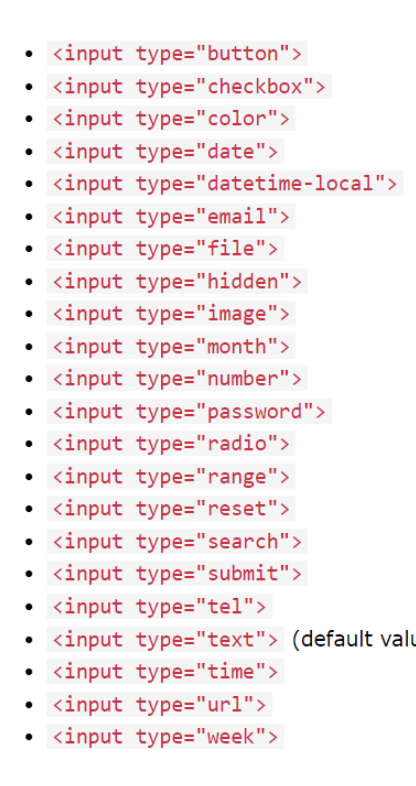 <input type="button">
<input type="checkbox">
<input type="color">
<input type="date">
<input type="datetime-local">
<input type="email">
<input type="file">
<input type="hidden">
<input type="image">
<input type="month">
<input type="number">
<input type="password">
<input type="radio">
<input type="range">
<input type="reset">
<input type="search">
<input type="submit">
<input type="tel">
<input type="text"> (default valu
<input type="time">
<input type="url">
<input type="week">